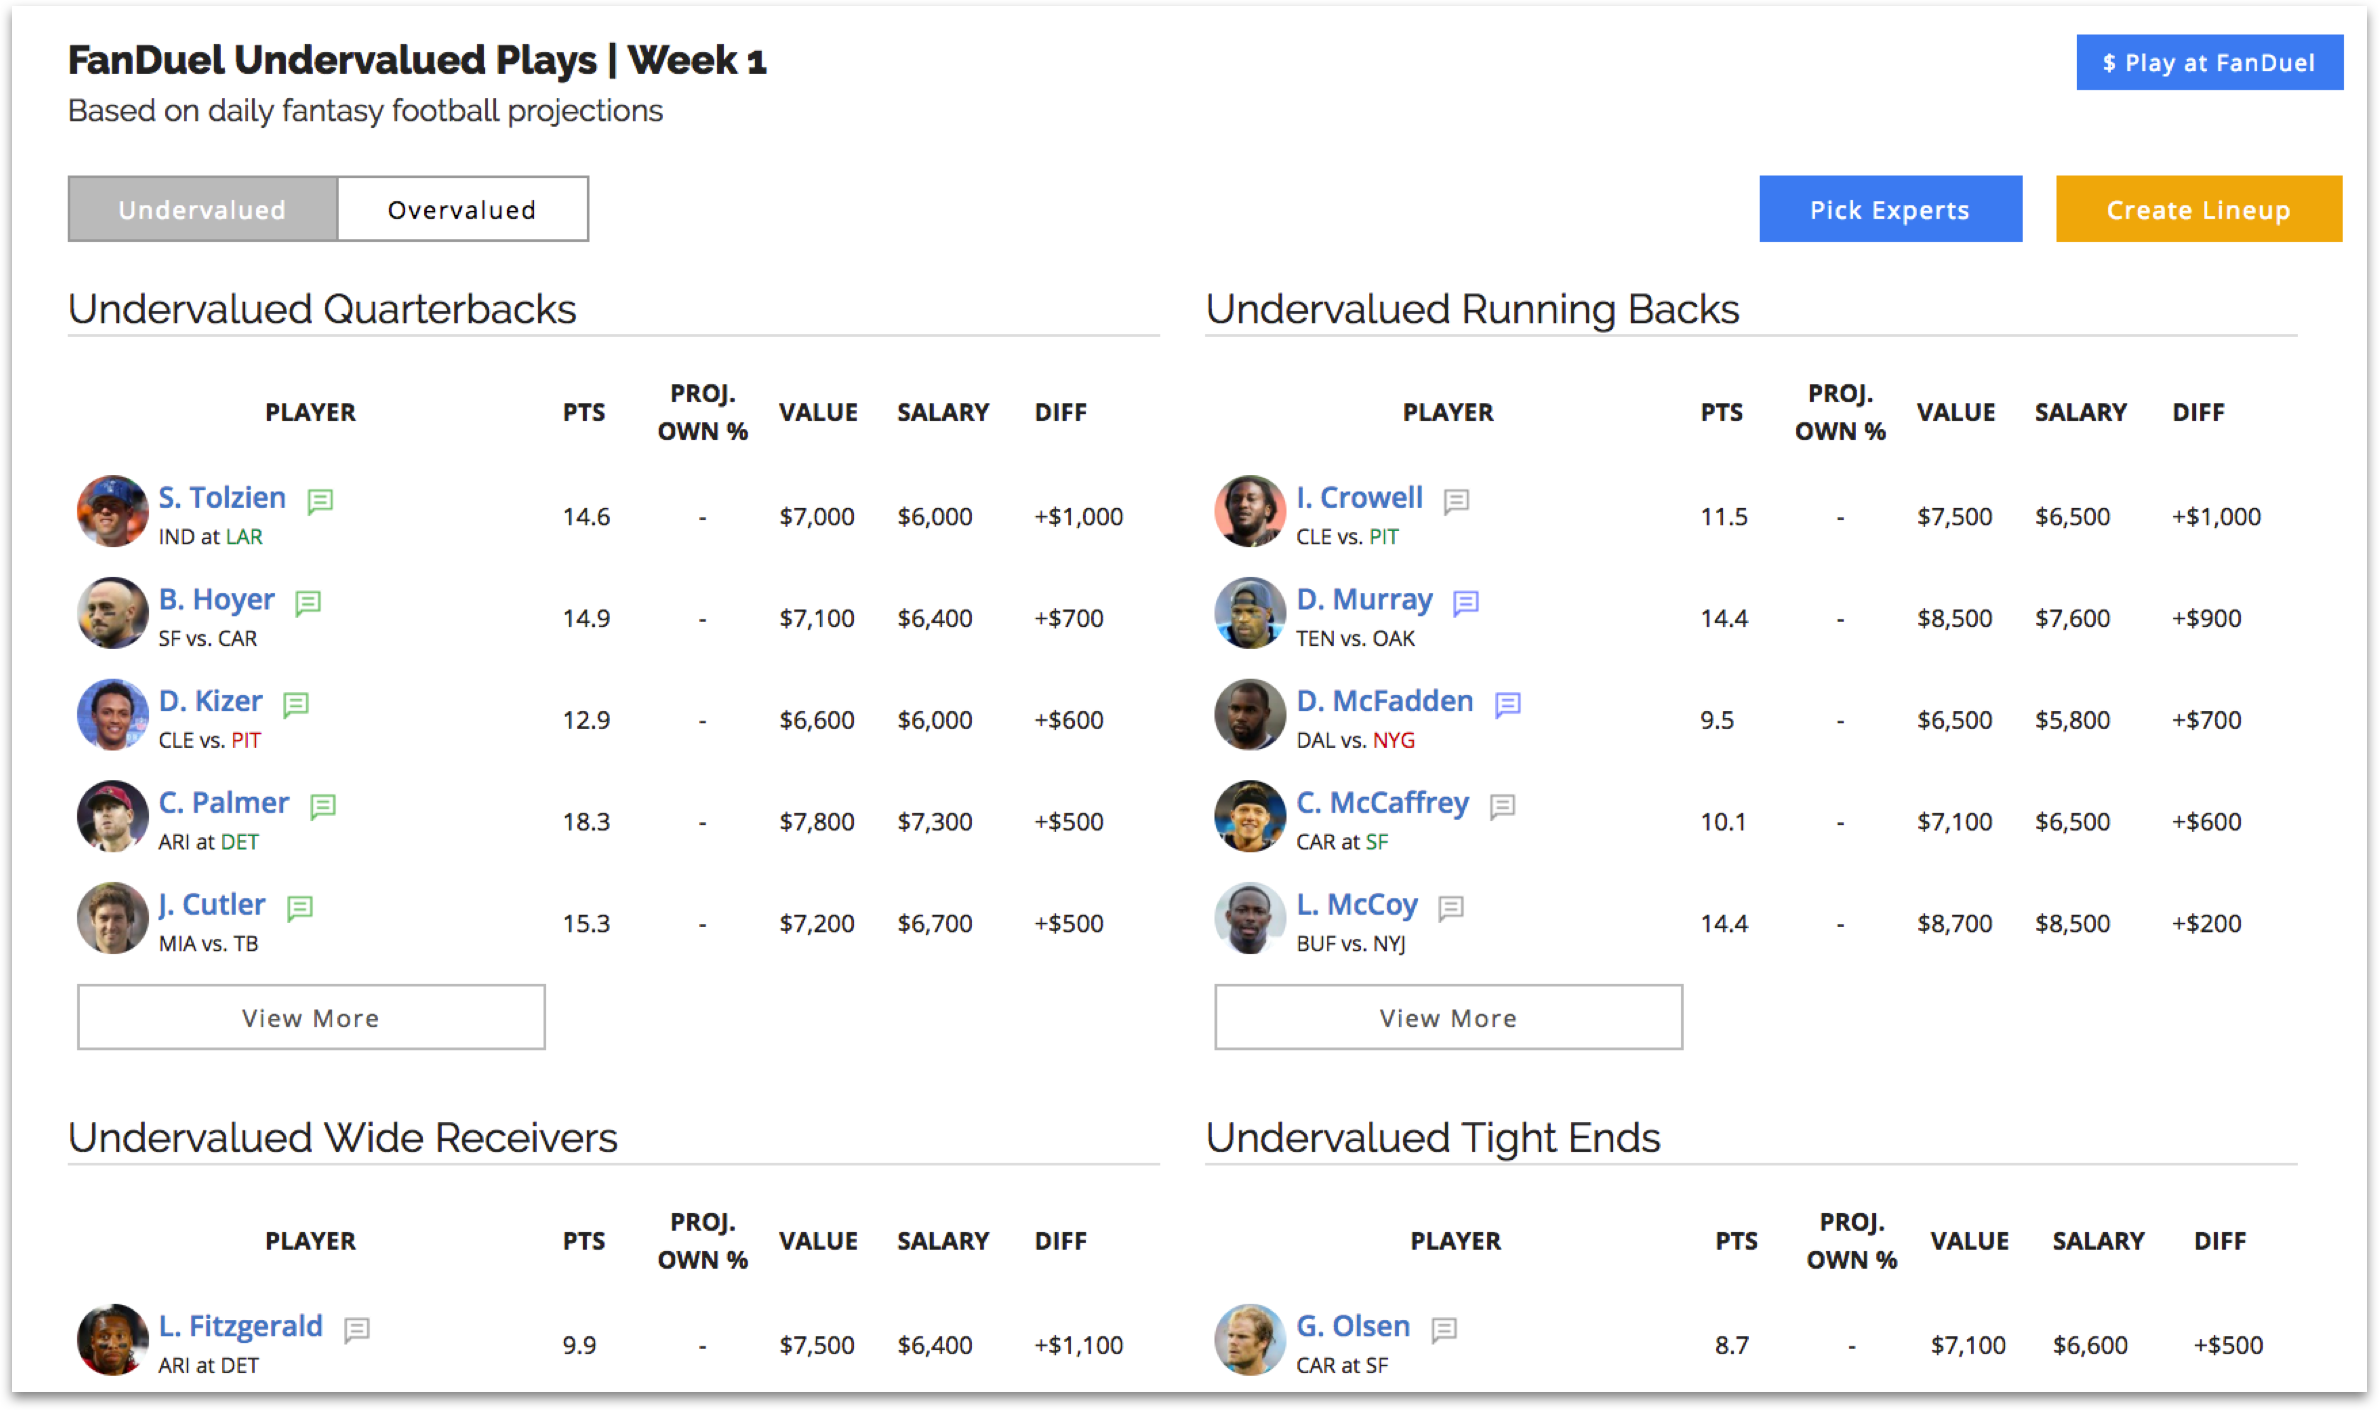 FanDuel Undervalued Plays | Week 1
Based on daily fantasy football projections
$ Play at FanDuel
Undervalued
Overvalued
Pick Experts
Create Lineup
Undervalued Quarterbacks
PLAYER PTS PROJ. OWN % VALUE SALARY DIFF
S. Tolzien
IND at LAR
14.6 - $7,000 $6,000 +$1,000
B. Hoyer
SF vs. CAR
14.9 - $7,100 $6,400 +$700
D. Kizer
CLE vs. PIT
12.9 - $6,600 $6,000 +$600
C. Palmer
ARI at DET
18.3 - $7,800 $7,300 +$500
J. Cutler
MIA vs. TB
15.3 - $7,200 $6,700 +$500
View More
Undervalued Running Backs
PLAYER PTS PROJ. OWN % VALUE SALARY DIFF
I. Crowell
CLE vs. PIT
11.5 - $7,500 $6,500 +$1,000
D. Murray
TEN vs. OAK
14.4 - $8,500 $7,600 +$900
D. McFadden
DAL vs. NYG
9.5 - $6,500 $5,800 +$700
C. McCaffrey
CAR at SF
10.1 - $7,100 $6,500 +$600
L. McCoy
BUF vs. NYJ
14.4 - $8,700 $8,500 +$200
View More
Undervalued Wide Receivers
PLAYER PTS PROJ. OWN % VALUE SALARY DIFF
L. Fitzgerald
ARI at DET
9.9 - $7,500 $6,400 +$1,100
Undervalued Tight Ends
PLAYER PTS PROJ. OWN % VALUE SALARY DIFF
G. Olsen
CAR at SF
8.7 - $7,100 $6,600 +$500